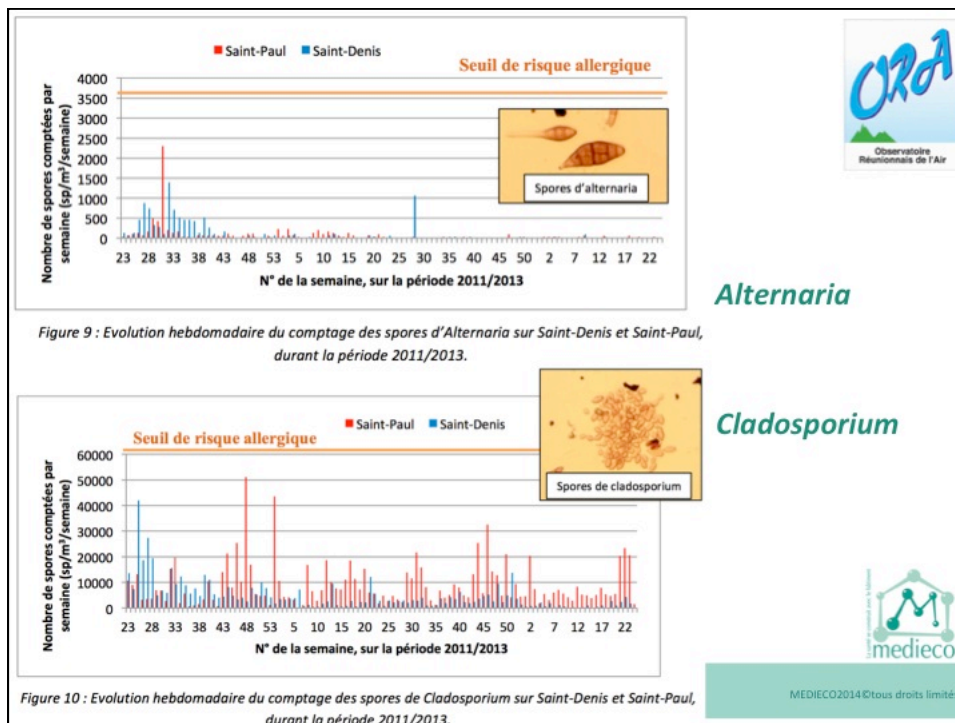 Saint-Paul Saint-Denis
Seuil de risque allergique
Nombre de spores comptées par
semaine (sp/m³/semaine)
4000
3500
3000
2500
2000
1500
1000
500
0
23 28 33 38 43 48 53 5 10 15 20 25 30 35 40 45 50 2 7 12 17 22
N° de la semaine, sur la période 2011/2013
Spores d'alternaria
ORA
Observatoire
Réunionnais de l'Air
Alternaria
Figure 9 : Evolution hebdomadaire du comptage des spores d'Alternaria sur Saint-Denis et Saint-Paul,
durant la période 2011/2013.
Saint-Paul Saint-Denis
Seuil de risque allergique
Nombre de spores comptées par
semaine (sp/m³/semaine)
60000
50000
40000
30000
20000
10000
0
23 28 33 38 43 48 53 5 10 15 20 25 30 35 40 45 50 2 7 12 17 22
N° de la semaine, sur la période 2011/2013
Spores de cladosporium
Cladosporium
Figure 10 : Evolution hebdomadaire du comptage des spores de Cladosporium sur Saint-Denis et Saint-Paul,
durant la période 2011/2013.
medieco
MEDIECO2014©tous droits limités